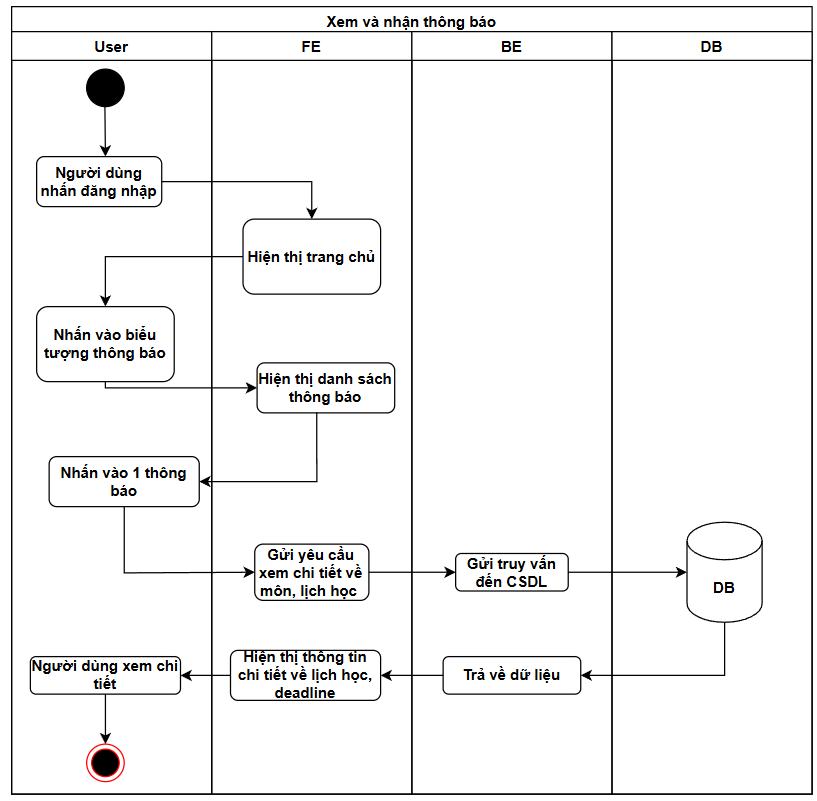 Xem và nhận thông báo
User
FE
BE
DB
Người dùng
nhấn đăng nhập
Hiện thị trang chủ
Nhấn vào biểu
tượng thông báo
Hiện thị danh sách
thông báo
Nhấn vào 1 thông
báo
Gửi yêu cầu
xem chi tiết về
môn, lịch học
Gửi truy vấn
đến CSDL
DB
Người dùng xem chi
tiết
Hiện thị thông tin
chi tiết về lịch học,
deadline
Trả về dữ liệu